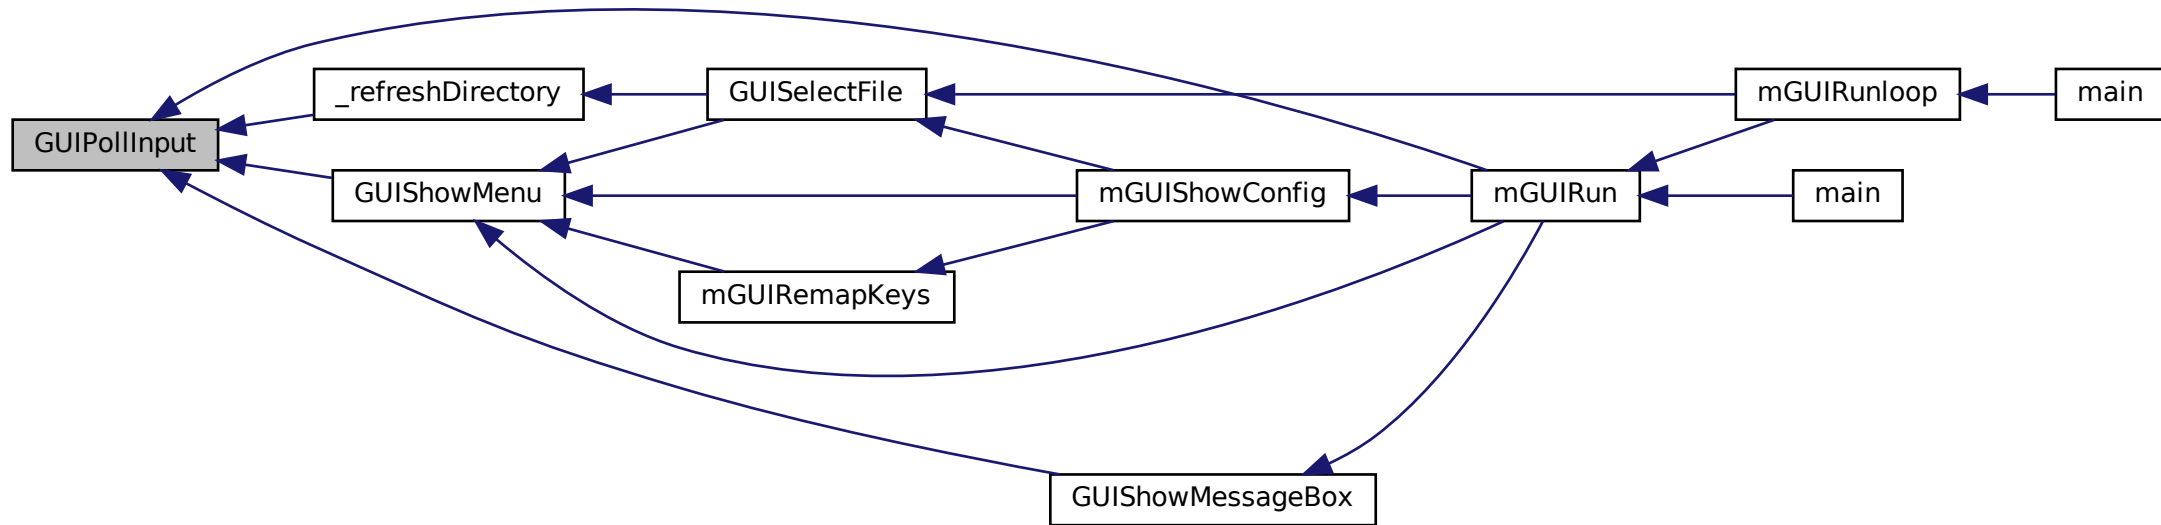 GUIPollInput
_refreshDirectory
GUISelectFile
mGUIRunloop
main
GUIShowMenu
mGUIShowConfig
mGUIRun
main
mGUIRemapKeys
GUIShowMessageBox